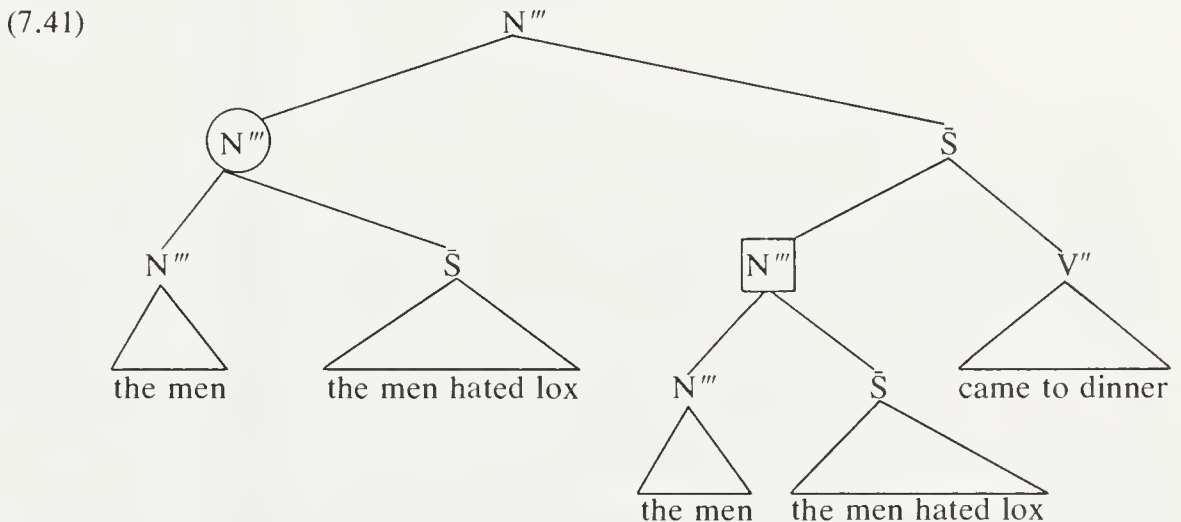 (7.41) N‴
N‴ S̄
N‴ S̄ N‴ V″
the men the men hated lox N‴ S̄ came to dinner
the men the men hated lox